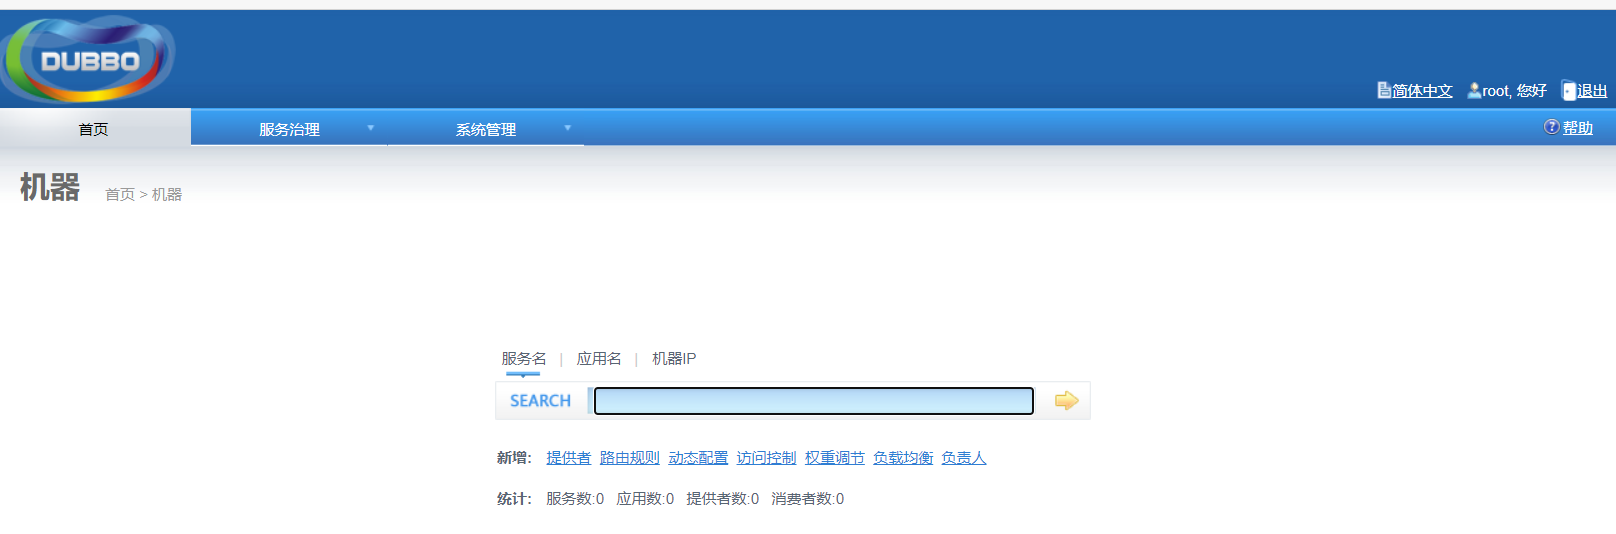 DUBBO
简体中文 root, 您好 退出
首页 服务治理 系统管理 帮助
机器 首页 > 机器
服务名 | 应用名 | 机器IP
SEARCH
新增: 提供者 路由规则 动态配置 访问控制 权重调节 负载均衡 负责人
统计: 服务数:0 应用数:0 提供者数:0 消费者数:0